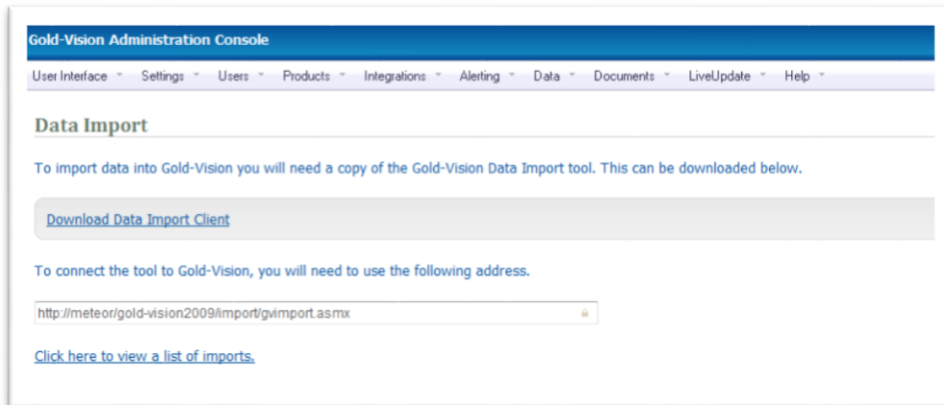 Gold-Vision Administration Console
User Interface Settings Users Products Integrations Alerting Data Documents LiveUpdate Help
Data Import
To import data into Gold-Vision you will need a copy of the Gold-Vision Data Import tool. This can be downloaded below.
Download Data Import Client
To connect the tool to Gold-Vision, you will need to use the following address.
http://meteor/gold-vision2009/import/gvimport.asmx
Click here to view a list of imports.